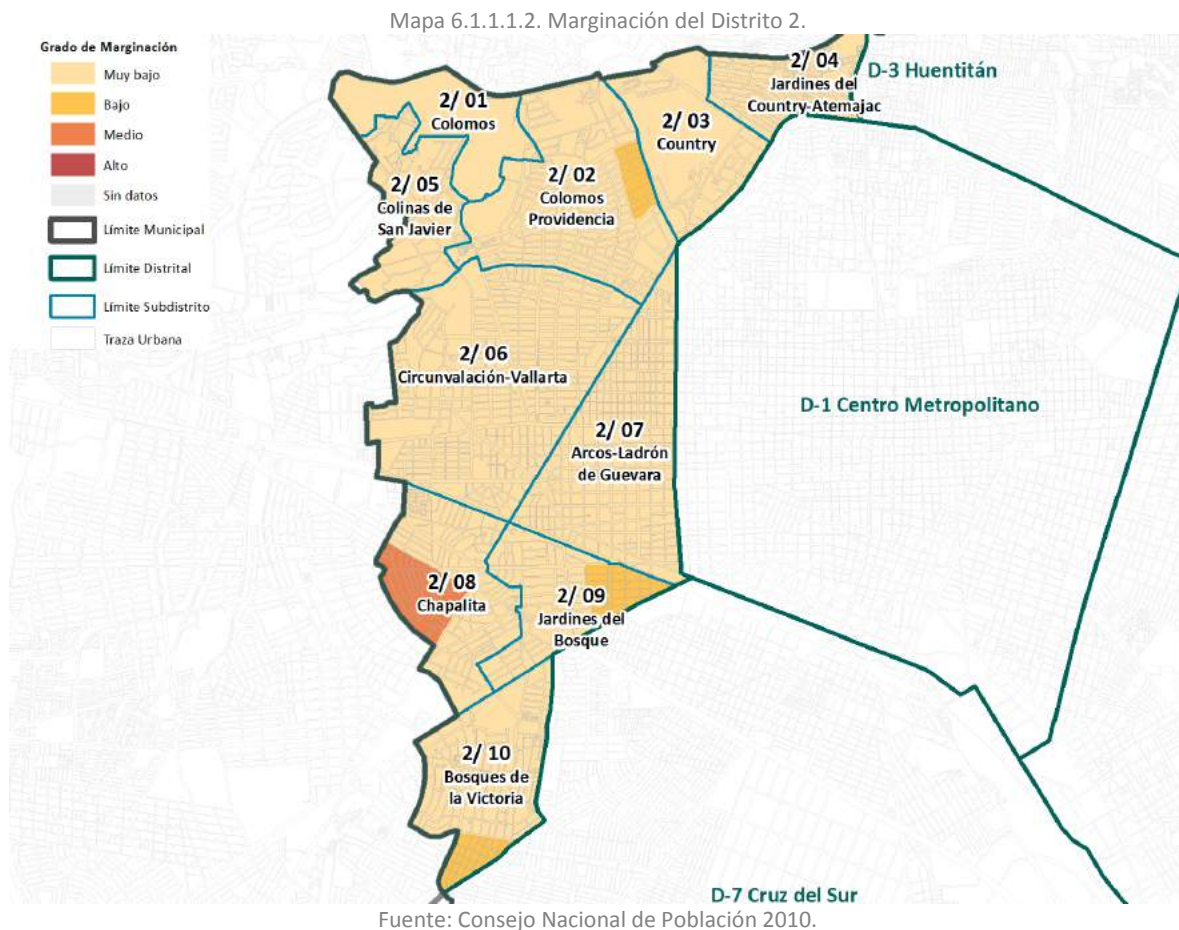 Mapa 6.1.1.1.2. Marginación del Distrito 2.
Grado de Marginación
Muy bajo
Bajo
Medio
Alto
Sin datos
Límite Municipal
Límite Distrital
Límite Subdistrito
Traza Urbana
2/ 01
Colomos
2/ 02
Colomos
Providencia
2/ 03
Country
2/ 04
Jardines del
Country-Atemajac
D-3 Huentitán
2/ 05
Colinas de
San Javier
2/ 06
Circunvalación-Vallarta
2/ 07
Arcos-Ladrón
de Guevara
D-1 Centro Metropolitano
2/ 08
Chapalita
2/ 09
Jardines del
Bosque
2/ 10
Bosques de
la Victoria
D-7 Cruz del Sur
Fuente: Consejo Nacional de Población 2010.